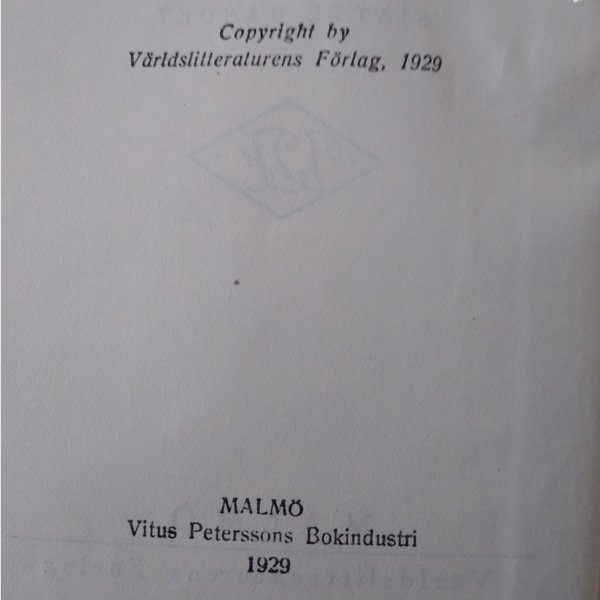 Copyright by
Världslitteraturens Förlag, 1929
MALMÖ
Vitus Peterssons Bokindustri
1929